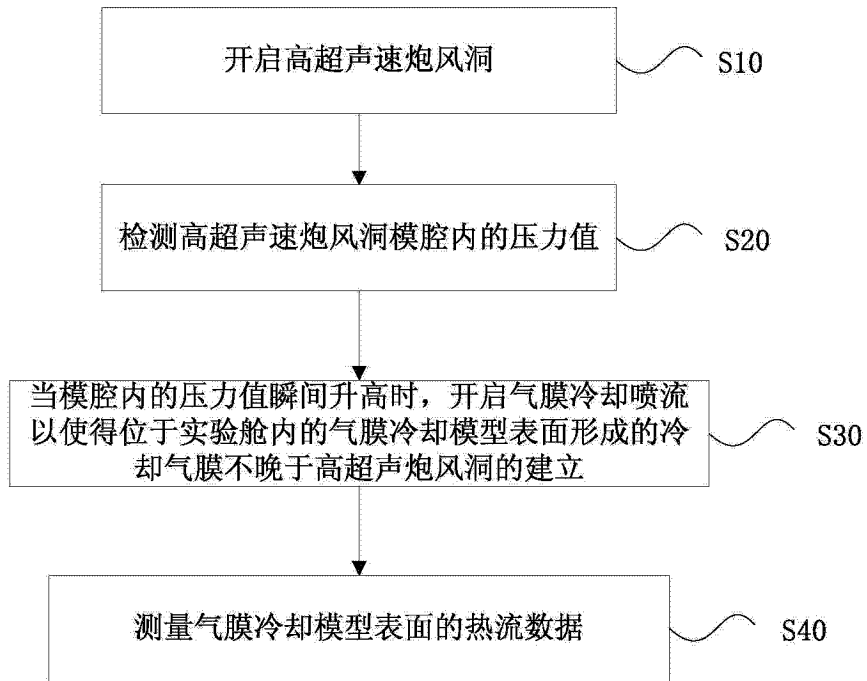 开启高超声速炮风洞
S10
检测高超声速炮风洞模腔内的压力值
S20
当模腔内的压力值瞬间升高时，开启气膜冷却喷流
以使得位于实验舱内的气膜冷却模型表面形成的冷
却气膜不晚于高超声炮风洞的建立
S30
测量气膜冷却模型表面的热流数据
S40